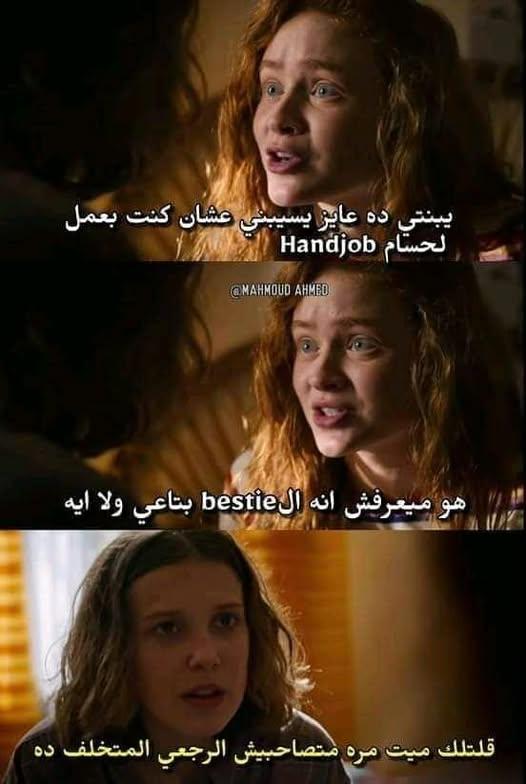 يبنتي ده عايز يسيبني عشان كنت بعمل
لحسام Handjob
@MAHMOUD AHMED
هو ميعرفش انه الbestie بتاعي ولا ايه
قلتلك ميت مره متصاحبيش الرجعي المتخلف ده